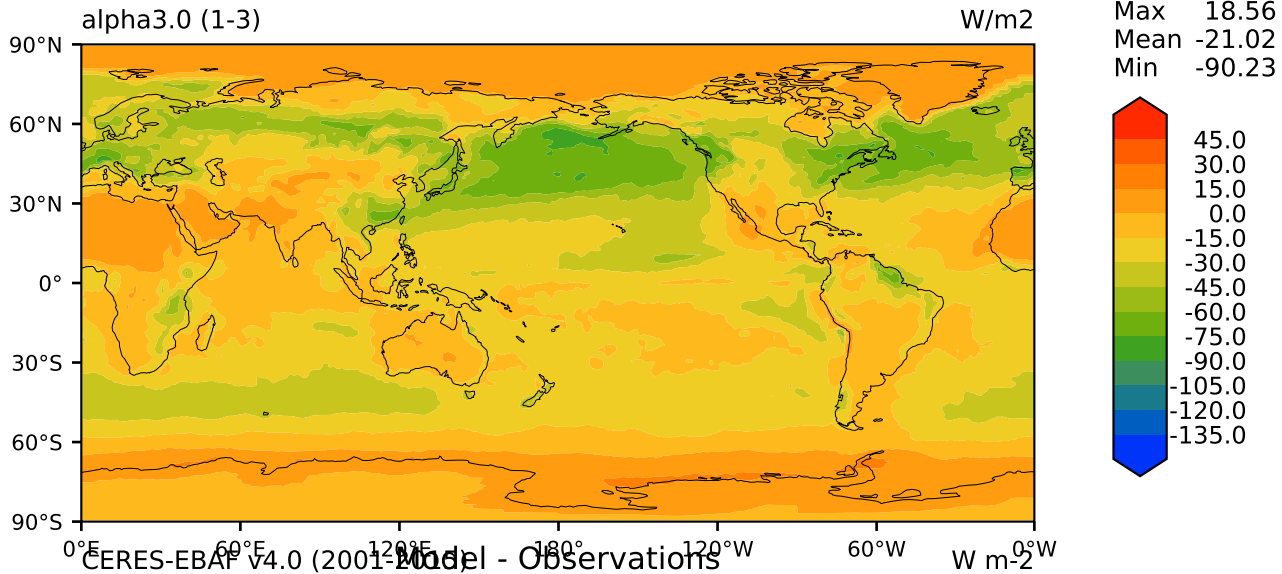 alpha3.0 (1-3) W/m2
Max 18.56
Mean -21.02
Min -90.23
90°N
60°N
30°N
0°
30°S
60°S
90°S
0°E 60°E 120°E 180° 120°W 60°W 0°W
45.0
30.0
15.0
0.0
-15.0
-30.0
-45.0
-60.0
-75.0
-90.0
-105.0
-120.0
-135.0
CERES-EBAF v4.0 (2001-2015) Model - Observations W m-2